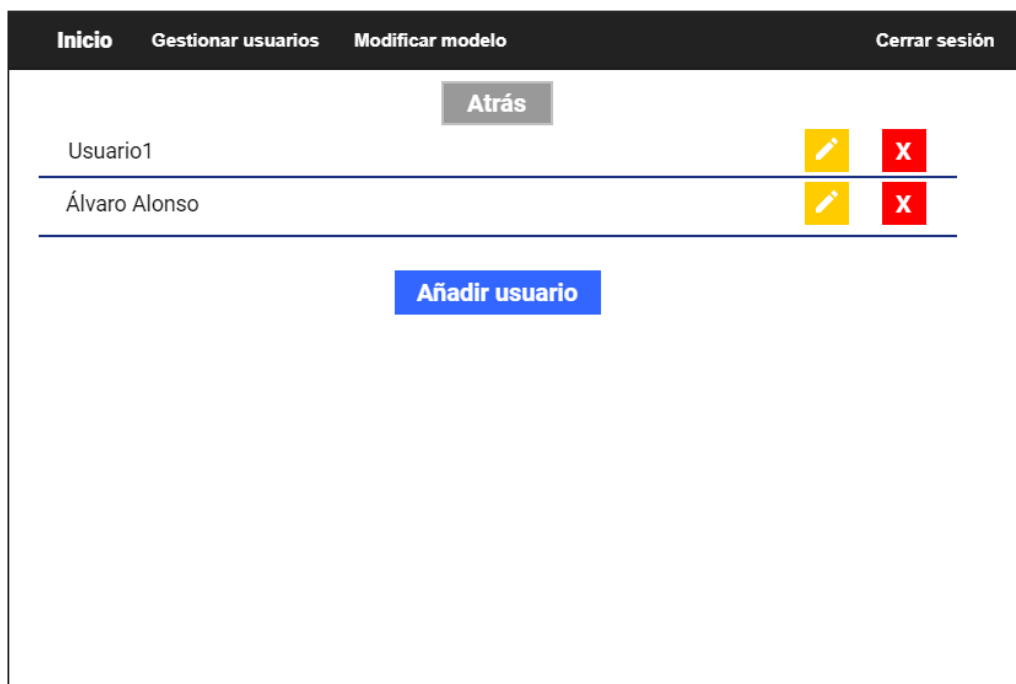 Inicio Gestionar usuarios Modificar modelo Cerrar sesión
Atrás
Usuario1 X
Álvaro Alonso X
Añadir usuario